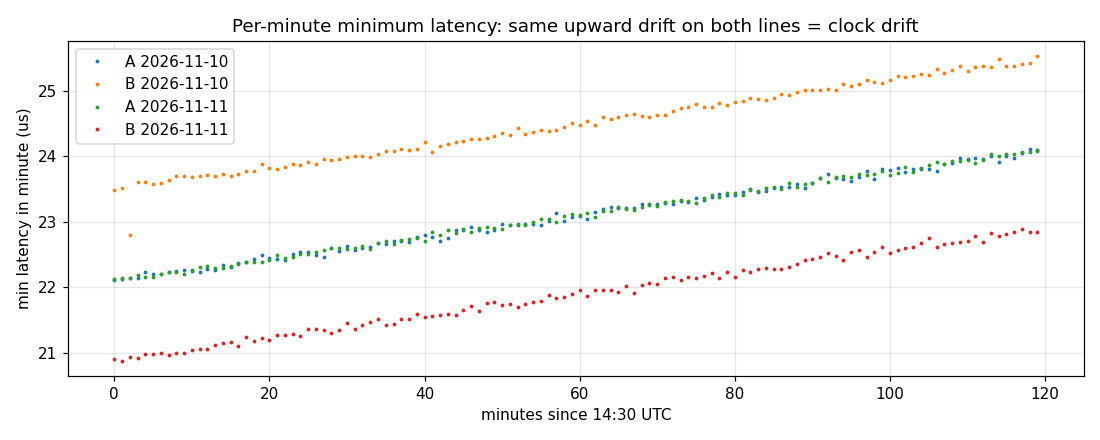 Per-minute minimum latency: same upward drift on both lines = clock drift
A 2026-11-10
B 2026-11-10
A 2026-11-11
B 2026-11-11
min latency in minute (us)
25
24
23
22
21
0
20
40
60
80
100
120
minutes since 14:30 UTC